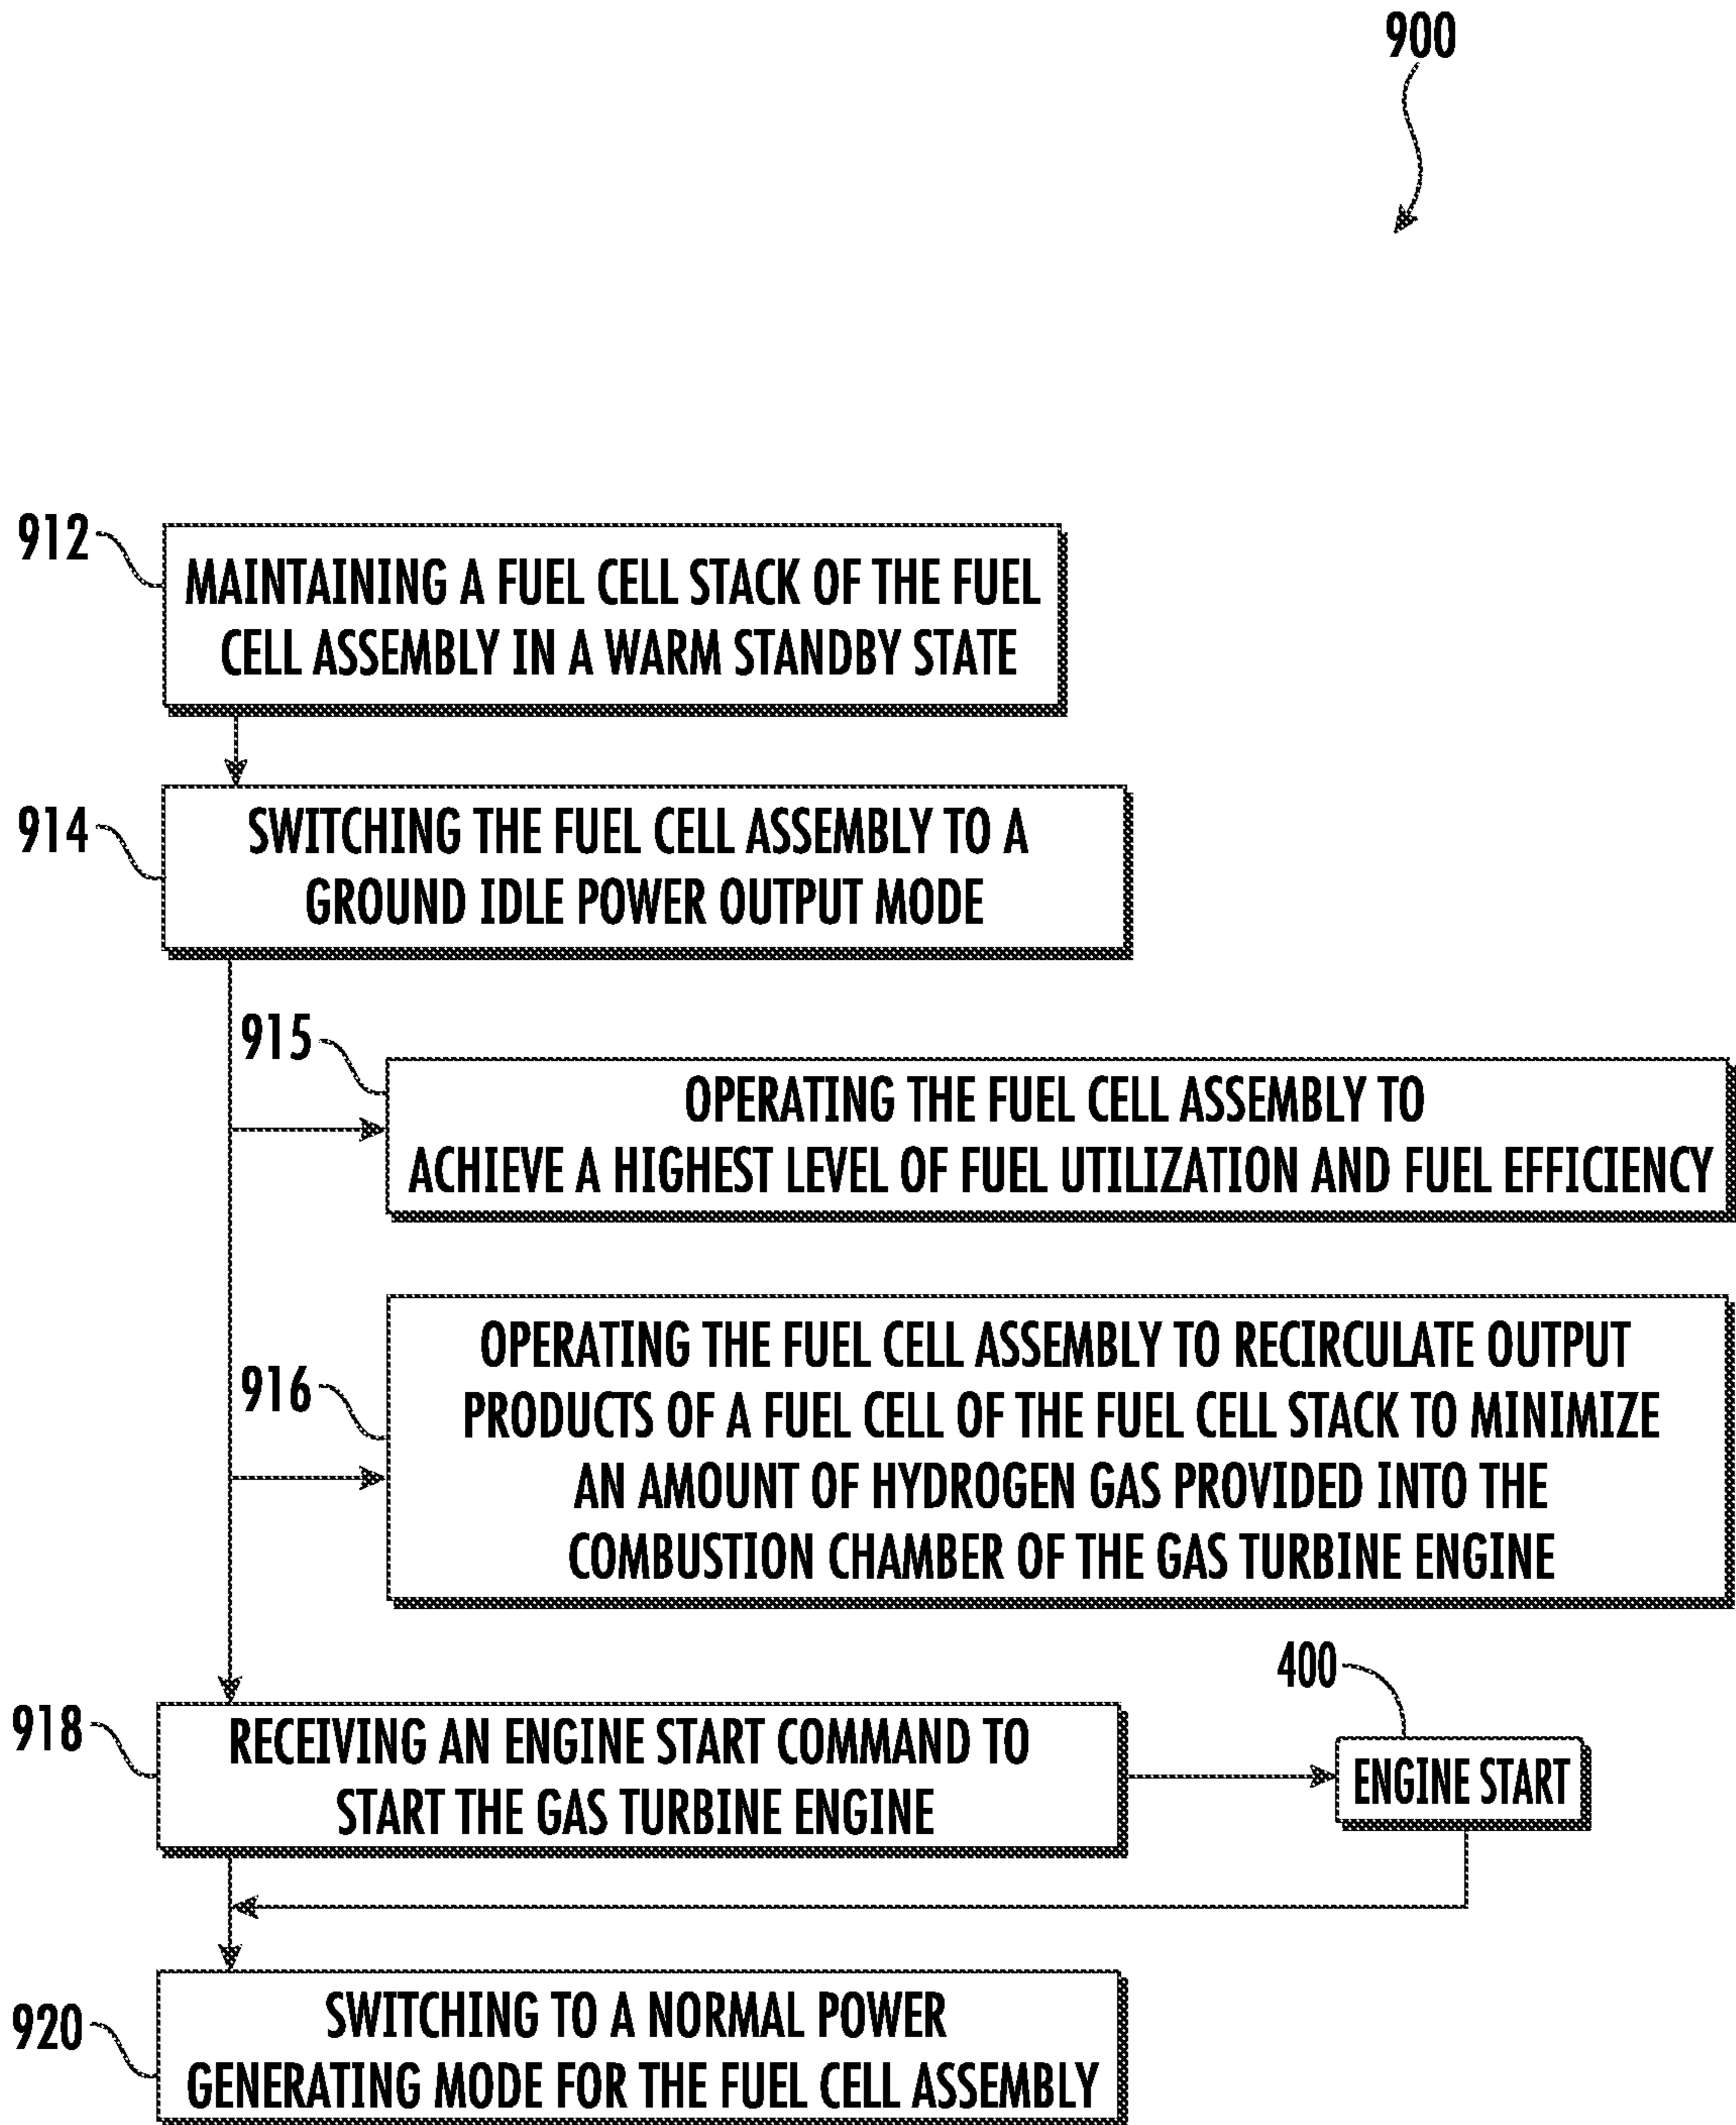 900
912
MAINTAINING A FUEL CELL STACK OF THE FUEL
CELL ASSEMBLY IN A WARM STANDBY STATE
914
SWITCHING THE FUEL CELL ASSEMBLY TO A
GROUND IDLE POWER OUTPUT MODE
915
OPERATING THE FUEL CELL ASSEMBLY TO
ACHIEVE A HIGHEST LEVEL OF FUEL UTILIZATION AND FUEL EFFICIENCY
916
OPERATING THE FUEL CELL ASSEMBLY TO RECIRCULATE OUTPUT
PRODUCTS OF A FUEL CELL OF THE FUEL CELL STACK TO MINIMIZE
AN AMOUNT OF HYDROGEN GAS PROVIDED INTO THE
COMBUSTION CHAMBER OF THE GAS TURBINE ENGINE
918
RECEIVING AN ENGINE START COMMAND TO
START THE GAS TURBINE ENGINE
400
ENGINE START
920
SWITCHING TO A NORMAL POWER
GENERATING MODE FOR THE FUEL CELL ASSEMBLY